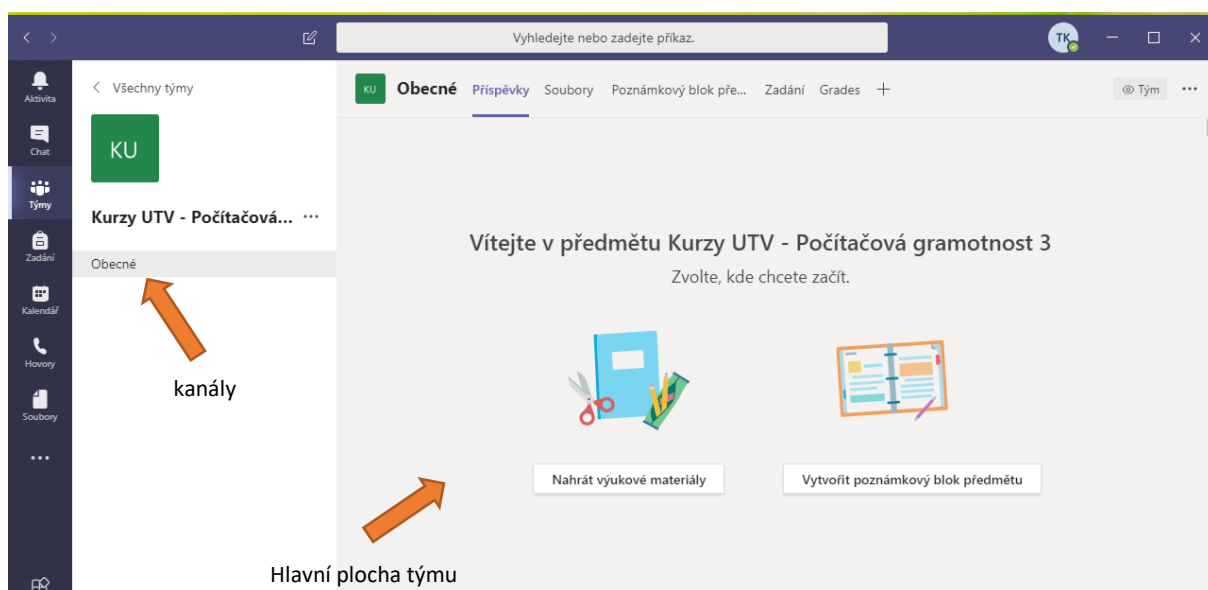 Vyhledejte nebo zadejte příkaz.
TK
Aktivita
Chat
Týmy
Zadání
Kalendář
Hovory
Soubory
Všechny týmy
KU
Kurzy UTV - Počítačová... ···
Obecné
kanály
KU Obecné Příspěvky Soubory Poznámkový blok pře... Zadání Grades + Tým ···
Vítejte v předmětu Kurzy UTV - Počítačová gramotnost 3
Zvolte, kde chcete začít.
Nahrát výukové materiály
Vytvořit poznámkový blok předmětu
Hlavní plocha týmu